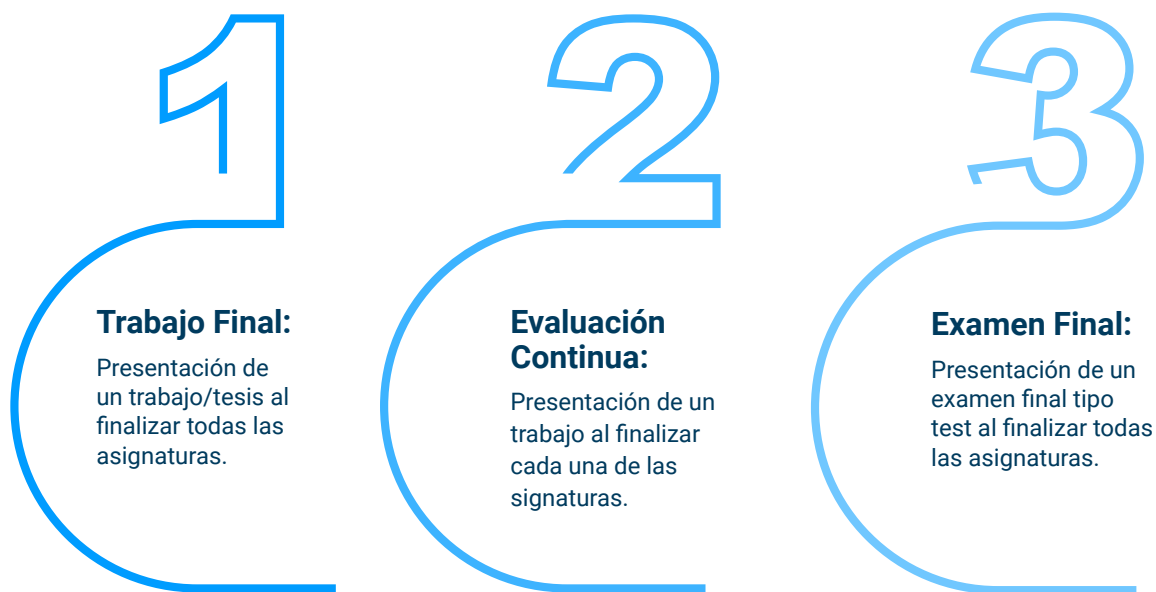 1
Trabajo Final:
Presentación de
un trabajo/tesis al
finalizar todas las
asignaturas.
2
Evaluación
Continua:
Presentación de un
trabajo al finalizar
cada una de las
signaturas.
3
Examen Final:
Presentación de un
examen final tipo
test al finalizar todas
las asignaturas.